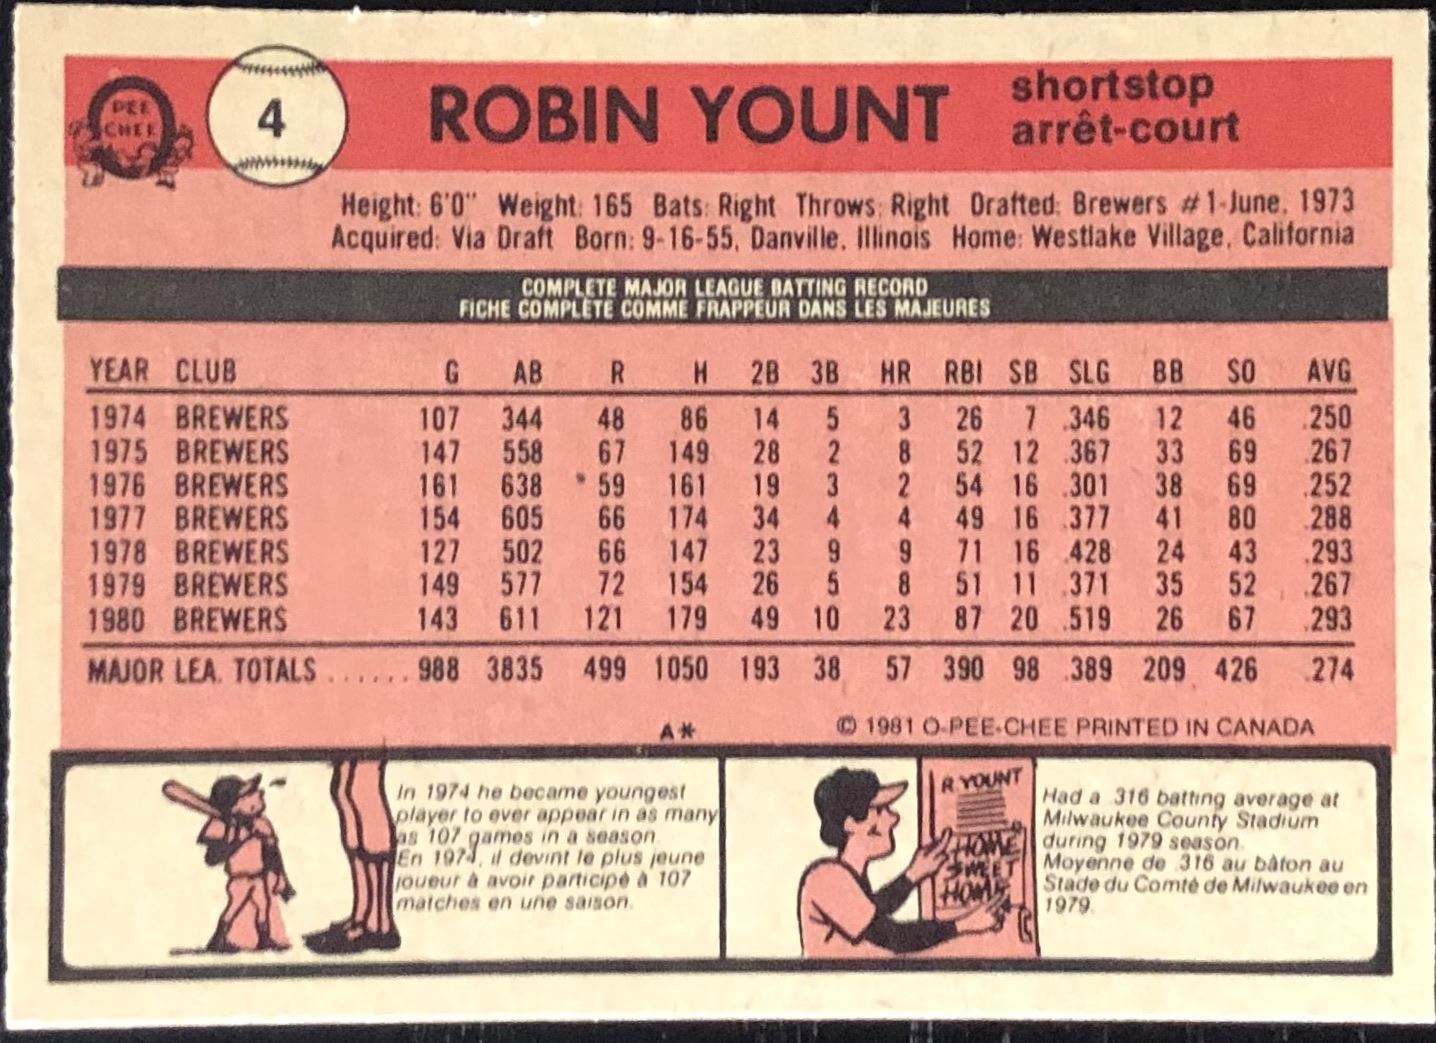 PEE
CHEE
4
ROBIN YOUNT
shortstop
arrêt-court
Height: 6'0" Weight: 165 Bats: Right Throws: Right Drafted: Brewers #1-June, 1973
Acquired: Via Draft Born: 9-16-55, Danville, Illinois Home: Westlake Village, California
COMPLETE MAJOR LEAGUE BATTING RECORD
FICHE COMPLÈTE COMME FRAPPEUR DANS LES MAJEURES
YEAR CLUB G AB R H 2B 3B HR RBI SB SLG BB SO AVG
1974 BREWERS 107 344 48 86 14 5 3 26 7 .346 12 46 .250
1975 BREWERS 147 558 67 149 28 2 8 52 12 .367 33 69 .267
1976 BREWERS 161 638 59 161 19 3 2 54 16 .301 38 69 .252
1977 BREWERS 154 605 66 174 34 4 4 49 16 .377 41 80 .288
1978 BREWERS 127 502 66 147 23 9 9 71 16 .428 24 43 .293
1979 BREWERS 149 577 72 154 26 5 8 51 11 .371 35 52 .267
1980 BREWERS 143 611 121 179 49 10 23 87 20 .519 26 67 .293
MAJOR LEA. TOTALS ...... 988 3835 499 1050 193 38 57 390 98 .389 209 426 .274
A* © 1981 O-PEE-CHEE PRINTED IN CANADA
In 1974 he became youngest
player to ever appear in as many
as 107 games in a season.
En 1974, il devint le plus jeune
joueur à avoir participé à 107
matches en une saison.
R. YOUNT
HOME
SWEET
HOME
Had a .316 batting average at
Milwaukee County Stadium
during 1979 season.
Moyenne de .316 au bâton au
Stade du Comté de Milwaukee en
1979.